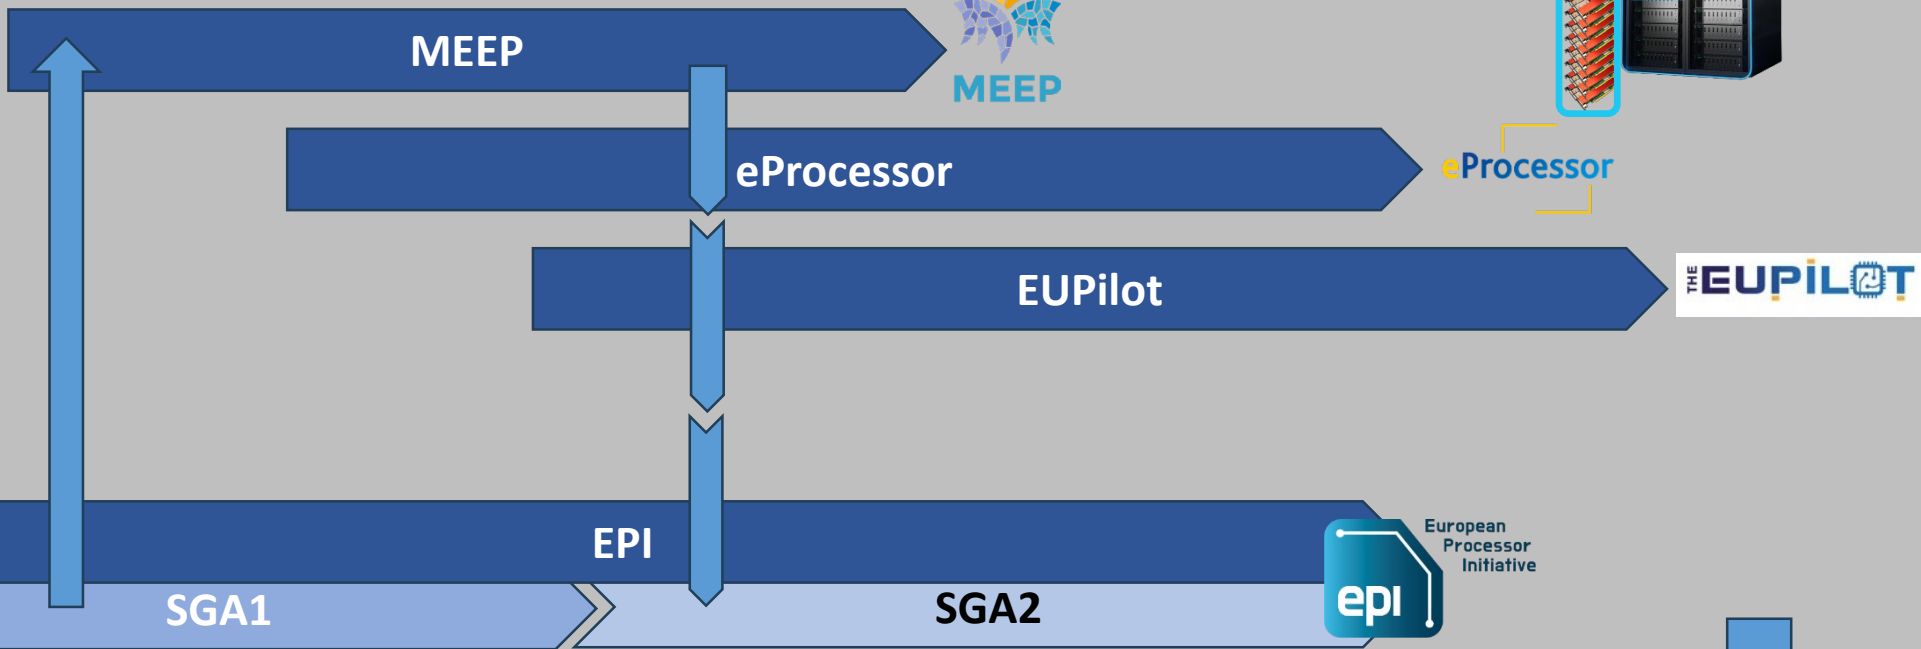 MEEP
MEEP
eProcessor
eProcessor
EUPilot
THE EUPILOT
EPI
European
Processor
Initiative
epi
SGA1
SGA2